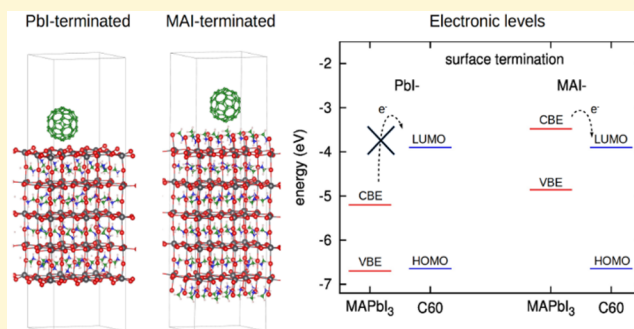 PbI-terminated
MAI-terminated
Electronic levels
surface termination
PbI-
MAI-
-2
-3
-4
-5
-6
-7
energy (eV)
e-
LUMO
CBE
VBE
HOMO
CBE
e-
LUMO
VBE
HOMO
MAPbI3
C60
MAPbI3
C60